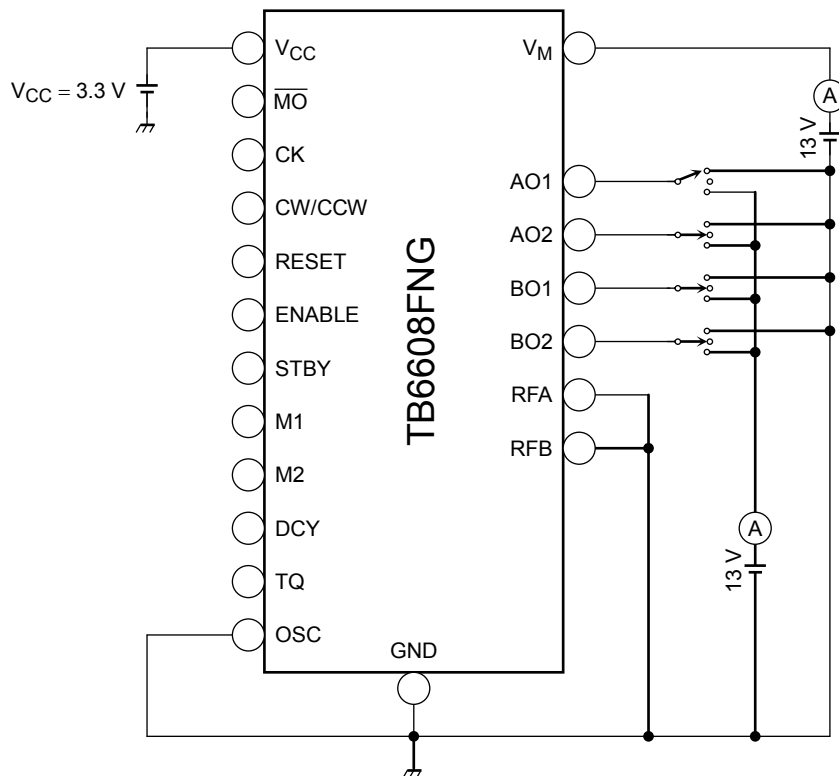 V_CC
V_CC = 3.3 V
M̅O̅
CK
CW/CCW
RESET
ENABLE
STBY
M1
M2
DCY
TQ
OSC
GND
TB6608FNG
V_M
AO1
AO2
BO1
BO2
RFA
RFB
A
13 V
A
13 V